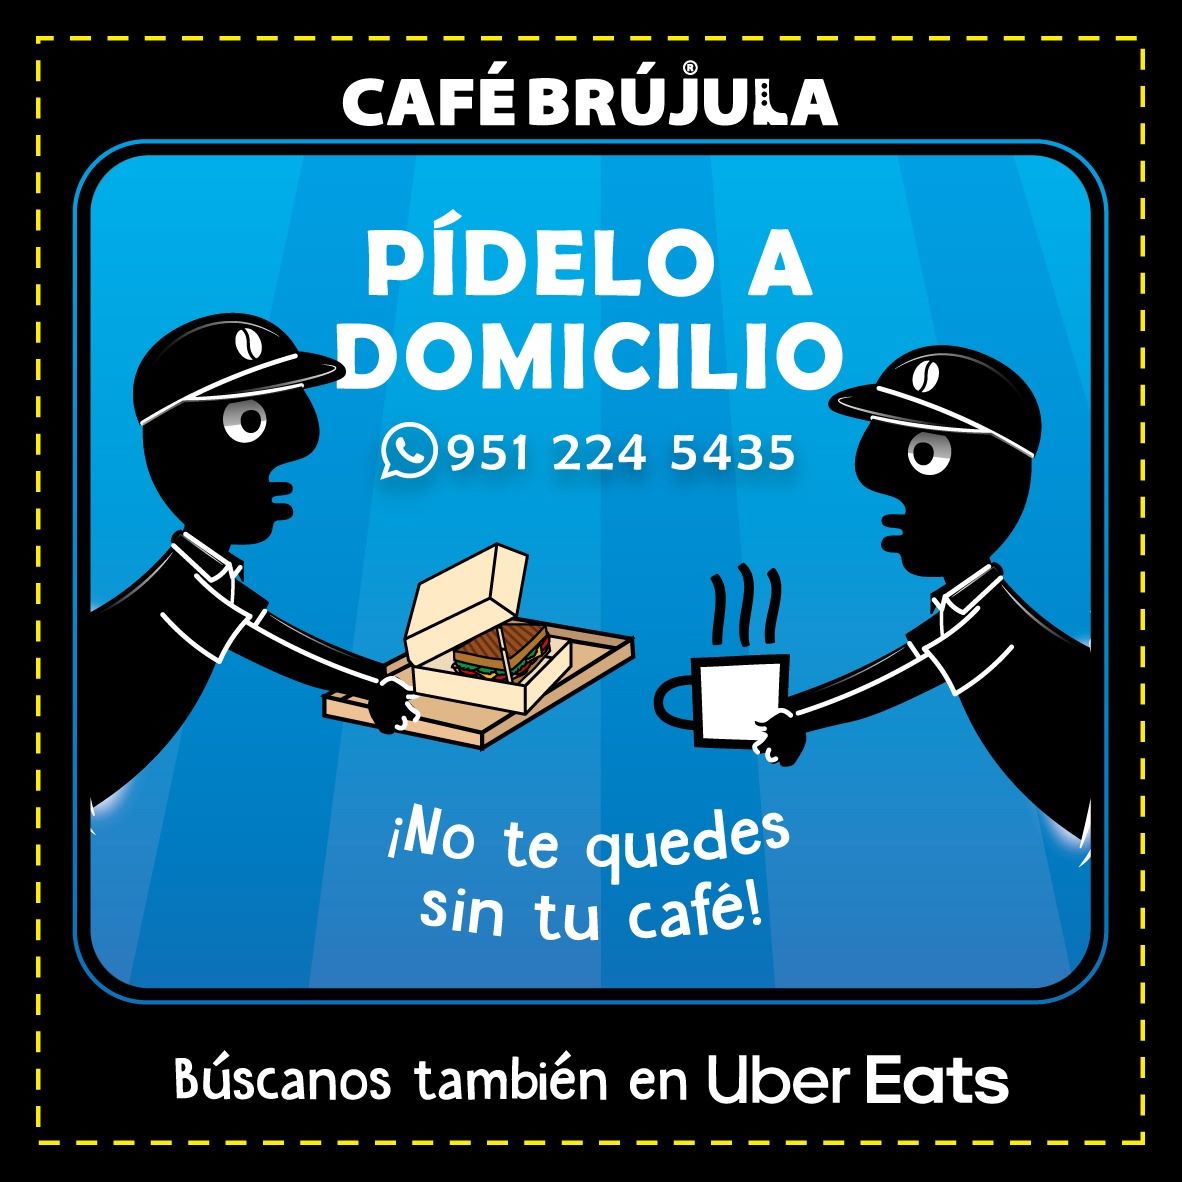 CAFÉ BRÚJULA®
PÍDELO A
DOMICILIO
951 224 5435
¡No te quedes
sin tu café!
Búscanos también en Uber Eats